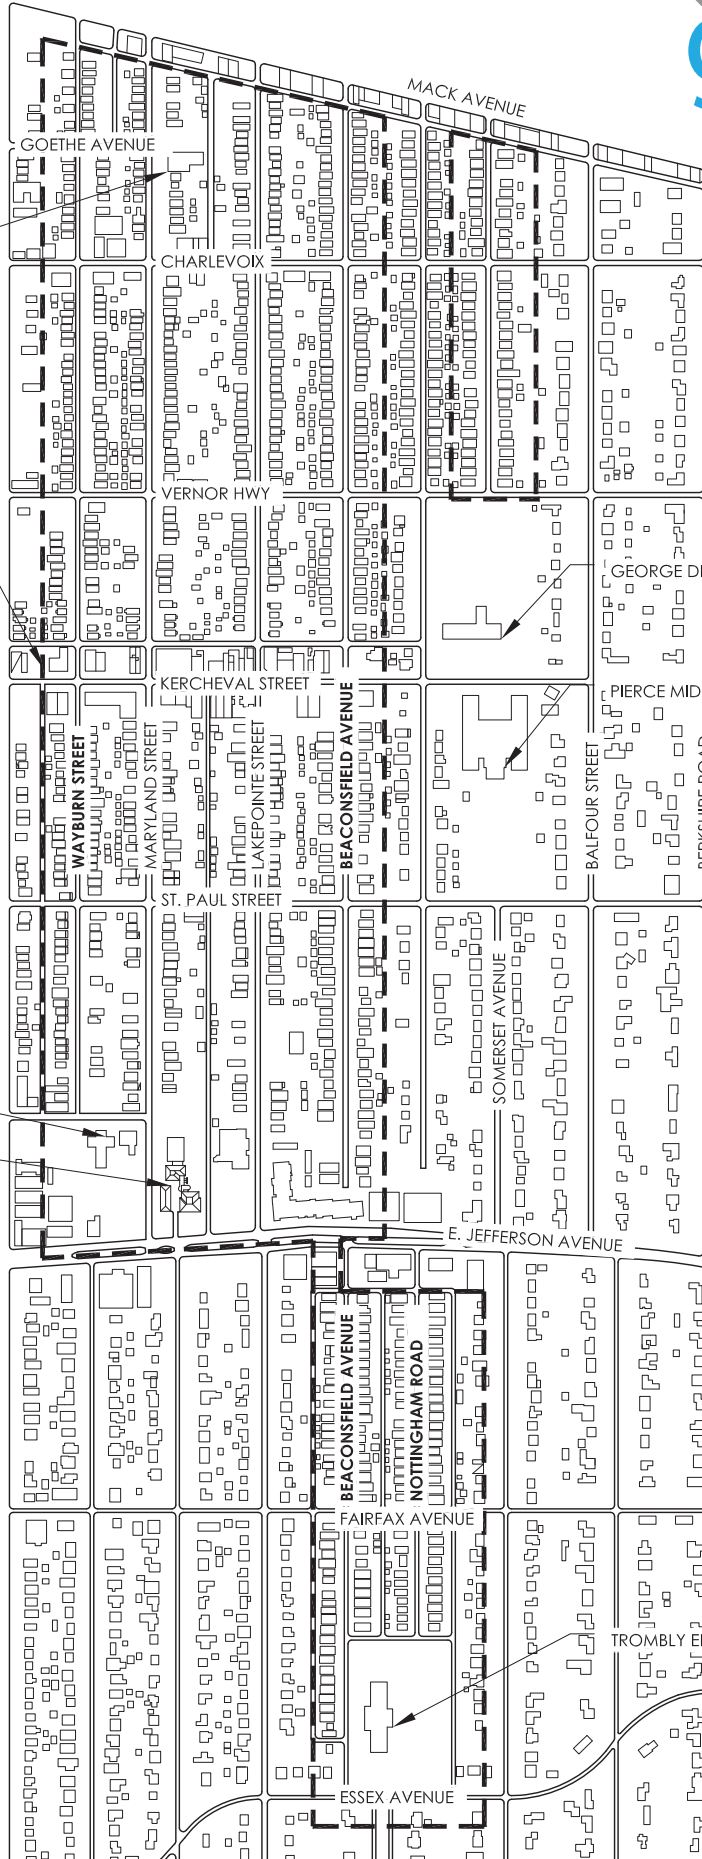 MACK AVENUE
GOETHE AVENUE
CHARLEVOIX
VERNOR HWY
GEORGE D
KERCHEVAL STREET
PIERCE MID
WAYBURN STREET
MARYLAND STREET
LAKEPOINTE STREET
BEACONSFIELD AVENUE
BALFOUR STREET
BERKSHIRE ROAD
ST. PAUL STREET
SOMERSET AVENUE
E. JEFFERSON AVENUE
BEACONSFIELD AVENUE
NOTTINGHAM ROAD
FAIRFAX AVENUE
TROMBLY E
ESSEX AVENUE